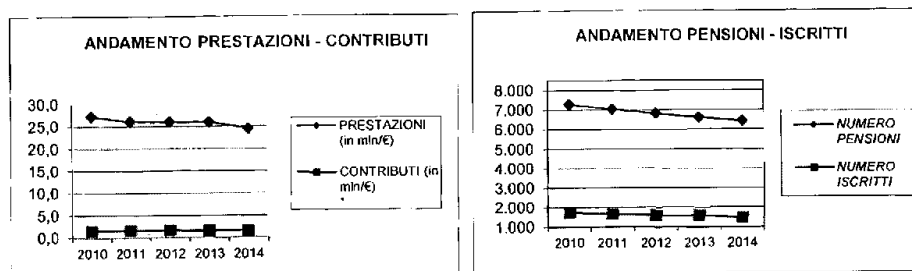 ANDAMENTO PRESTAZIONI - CONTRIBUTI
30,0
25,0
20,0
15,0
10,0
5,0
0,0
2010 2011 2012 2013 2014
PRESTAZIONI
(in mln/€)
CONTRIBUTI (in
mln/€)
ANDAMENTO PENSIONI - ISCRITTI
8.000
7.000
6.000
5.000
4.000
3.000
2.000
1.000
2010 2011 2012 2013 2014
NUMERO
PENSIONI
NUMERO
ISCRITTI